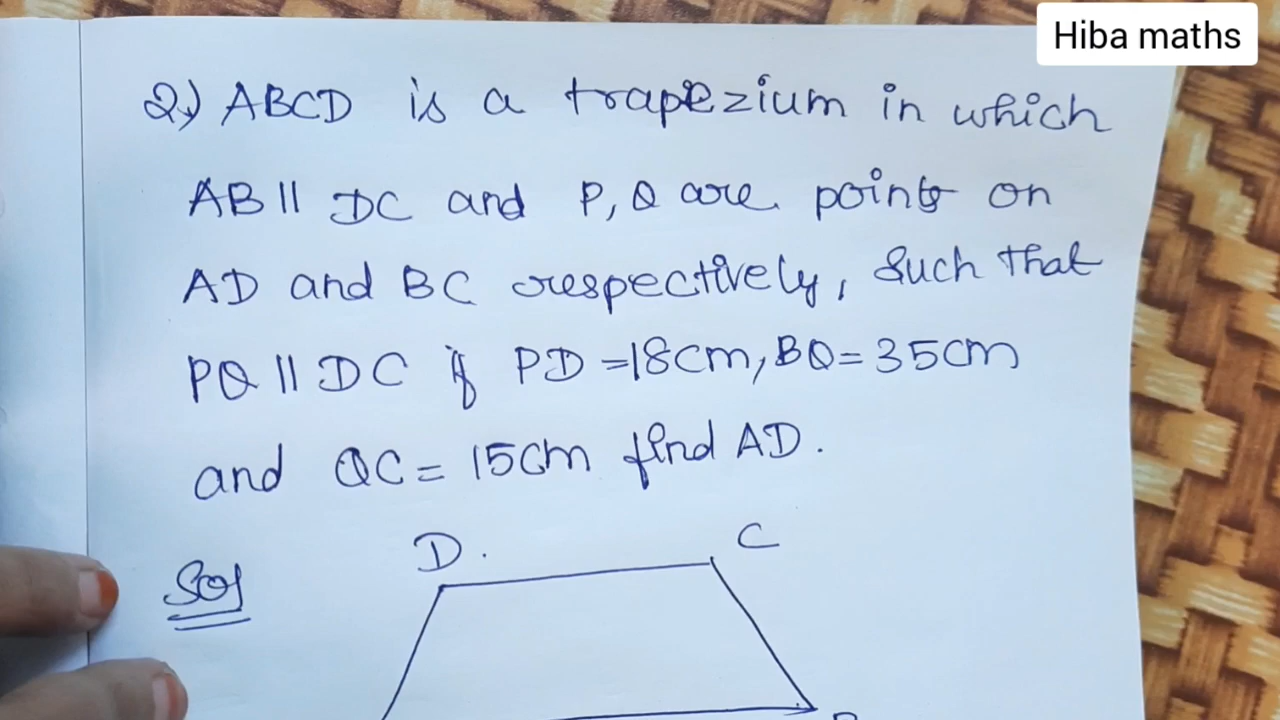 Hiba maths
Q) ABCD is a trapezium in which
AB || DC and P, Q are points on
AD and BC respectively, Such that
PQ || DC if PD =18cm, BQ=35cm
and QC = 15cm find AD.
D. C
Sol